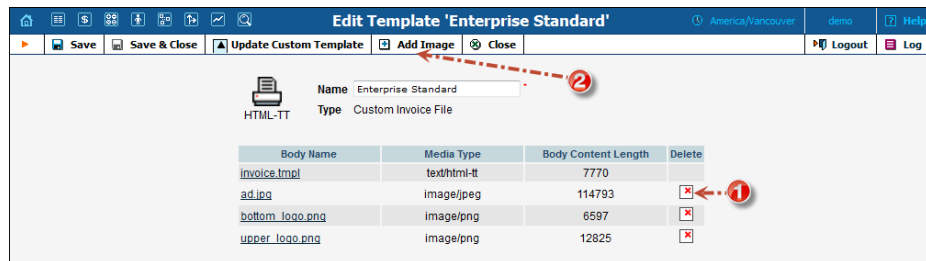 Edit Template 'Enterprise Standard' America/Vancouver demo Help
Save Save & Close Update Custom Template Add Image Close Logout Log
2
Name Enterprise Standard *
HTML-TT Type Custom Invoice File
Body Name Media Type Body Content Length Delete
invoice.tmpl text/html-tt 7770
ad.jpg image/jpeg 114793 1
bottom_logo.png image/png 6597
upper_logo.png image/png 12825